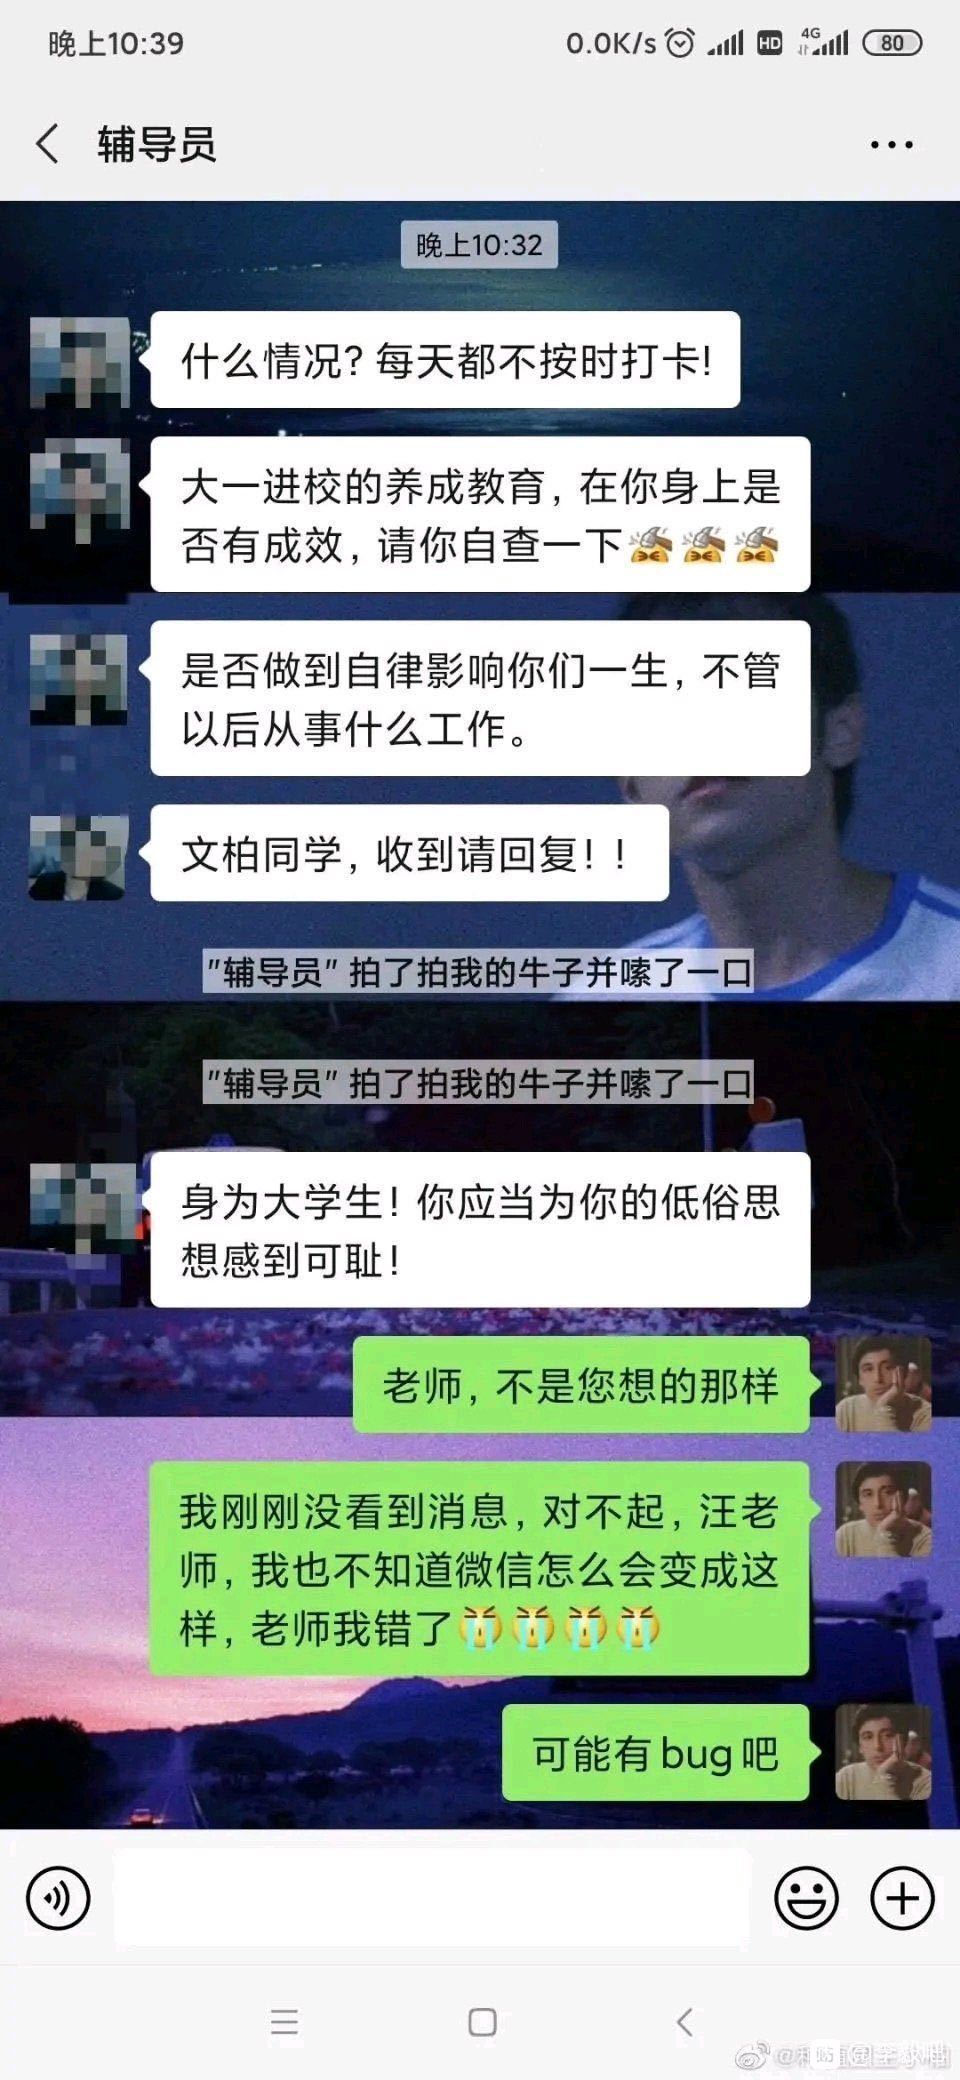 晚上10:39
0.0K/s
HD
4G
80
辅导员
晚上10:32
什么情况? 每天都不按时打卡!
大一进校的养成教育, 在你身上是
否有成效, 请你自查一下
是否做到自律影响你们一生, 不管
以后从事什么工作。
文柏同学, 收到请回复! !
"辅导员" 拍了拍我的牛子并嗦了一口
"辅导员" 拍了拍我的牛子并嗦了一口
身为大学生! 你应当为你的低俗思
想感到可耻!
老师, 不是您想的那样
我刚刚没看到消息, 对不起, 汪老
师, 我也不知道微信怎么会变成这
样, 老师我错了
可能有bug吧